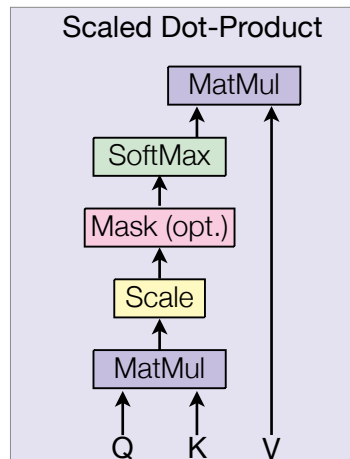 Scaled Dot-Product
MatMul
SoftMax
Mask (opt.)
Scale
MatMul
Q K V